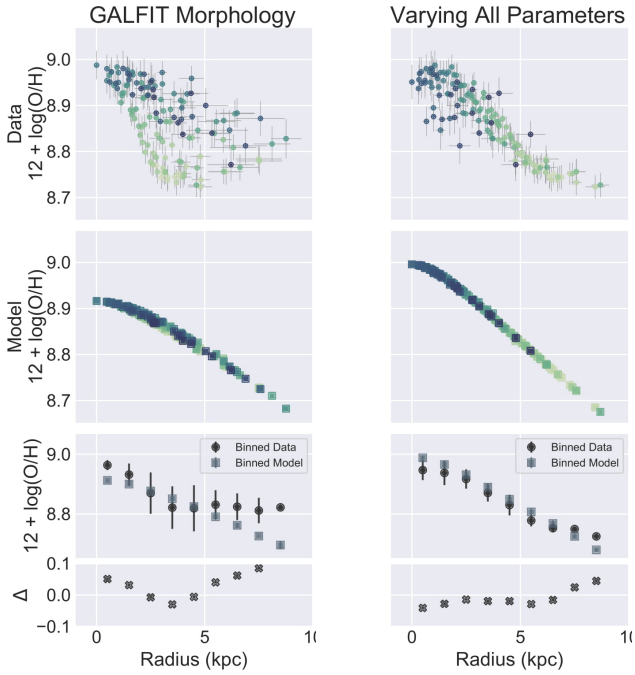 GALFIT Morphology
Varying All Parameters
Data
12 + log(O/H)
9.0
8.9
8.8
8.7
Model
12 + log(O/H)
9.0
8.9
8.8
8.7
12 + log(O/H)
9.0
8.8
Binned Data
Binned Model
Binned Data
Binned Model
Δ
0.1
0.0
−0.1
0 5 10
0 5 10
Radius (kpc)
Radius (kpc)